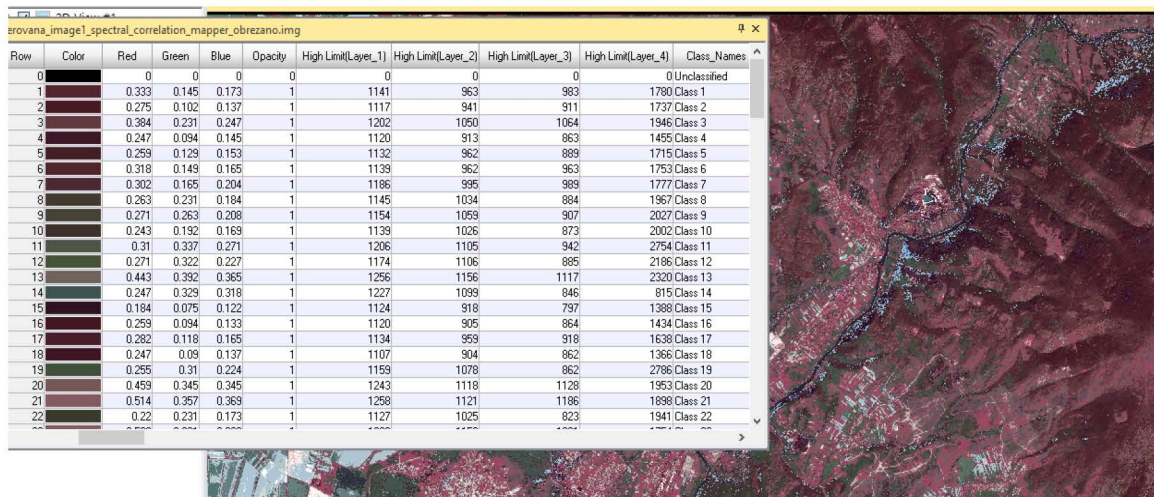 2D View #1
erovana_image1_spectral_correlation_mapper_obrezano.img
Row Color Red Green Blue Opacity High Limit(Layer_1) High Limit(Layer_2) High Limit(Layer_3) High Limit(Layer_4) Class_Names
0 0 0 0 0 0 0 0 0 Unclassified
1 0.333 0.145 0.173 1 1141 963 983 1780 Class 1
2 0.275 0.102 0.137 1 1117 941 911 1737 Class 2
3 0.384 0.231 0.247 1 1202 1050 1064 1946 Class 3
4 0.247 0.094 0.145 1 1120 913 863 1455 Class 4
5 0.259 0.129 0.153 1 1132 962 889 1715 Class 5
6 0.318 0.149 0.165 1 1139 962 963 1753 Class 6
7 0.302 0.165 0.204 1 1186 995 989 1777 Class 7
8 0.263 0.231 0.184 1 1145 1034 884 1967 Class 8
9 0.271 0.263 0.208 1 1154 1059 907 2027 Class 9
10 0.243 0.192 0.169 1 1139 1026 873 2002 Class 10
11 0.31 0.337 0.271 1 1206 1105 942 2754 Class 11
12 0.271 0.322 0.227 1 1174 1106 885 2186 Class 12
13 0.443 0.392 0.365 1 1256 1156 1117 2320 Class 13
14 0.247 0.329 0.318 1 1227 1099 846 815 Class 14
15 0.184 0.075 0.122 1 1124 918 797 1388 Class 15
16 0.259 0.094 0.133 1 1120 905 864 1434 Class 16
17 0.282 0.118 0.165 1 1134 959 918 1638 Class 17
18 0.247 0.09 0.137 1 1107 904 862 1366 Class 18
19 0.255 0.31 0.224 1 1159 1078 862 2786 Class 19
20 0.459 0.345 0.345 1 1243 1118 1128 1953 Class 20
21 0.514 0.357 0.369 1 1258 1121 1186 1898 Class 21
22 0.22 0.231 0.173 1 1127 1025 823 1941 Class 22